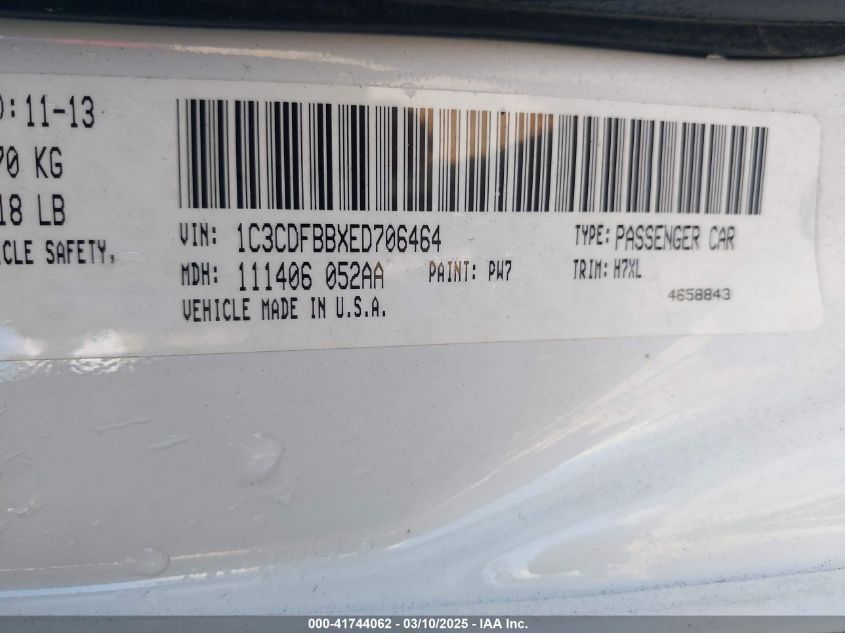 D: 11-13
70 KG
18 LB
ICLE SAFETY,
VIN: 1C3CDFBBXED706464 TYPE: PASSENGER CAR
MDH: 111406 052AA PAINT: PW7 TRIM: H7XL
VEHICLE MADE IN U.S.A. 4658843
000-41744062 - 03/10/2025 - IAA Inc.